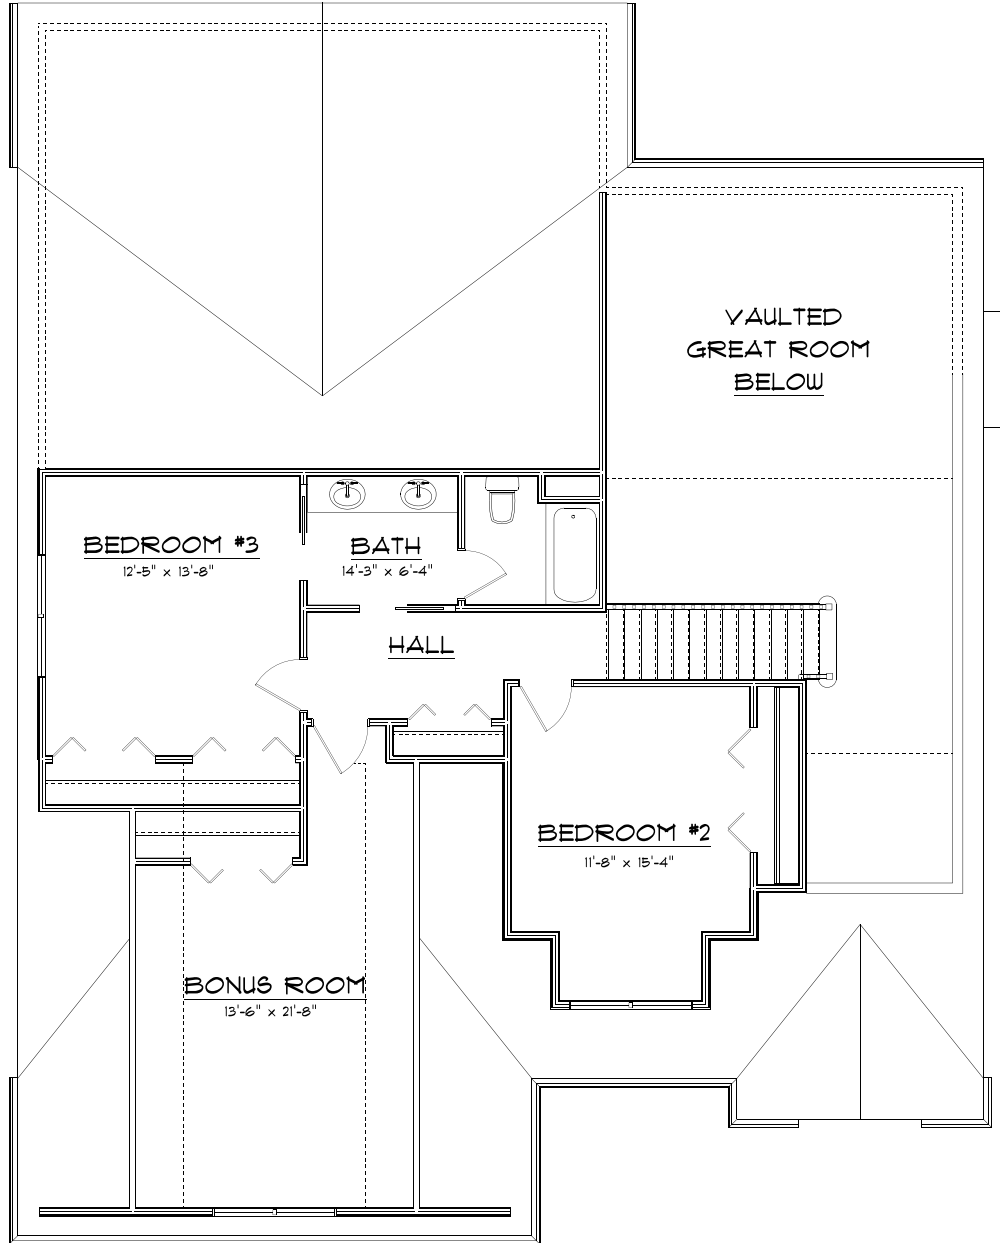 VAULTED
GREAT ROOM
BELOW
BEDROOM #3
12'-5" x 13'-8"
BATH
14'-3" x 6'-4"
HALL
BEDROOM #2
11'-8" x 15'-4"
BONUS ROOM
13'-6" x 21'-8"